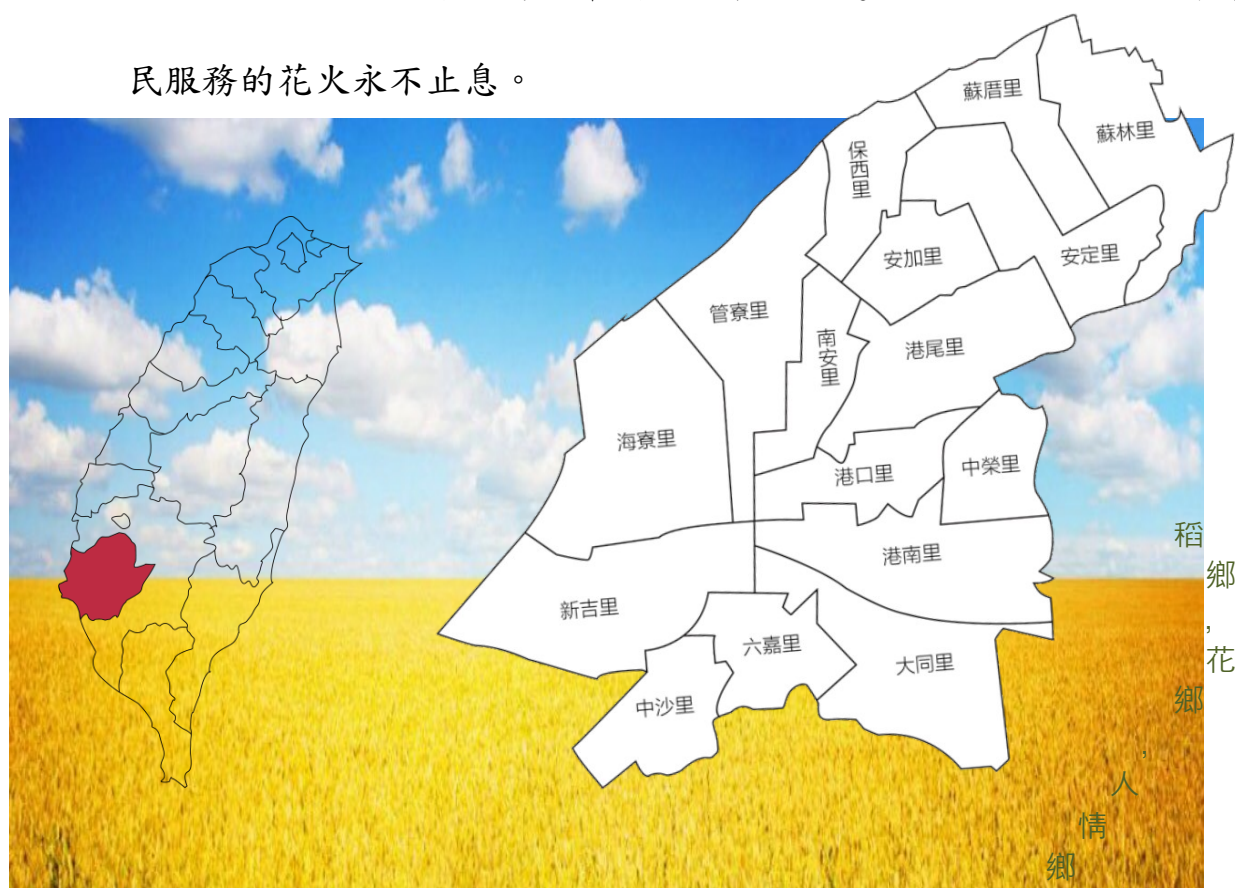 民服務的花火永不止息。
蘇厝里
蘇林里
保西里
安加里
安定里
管寮里
南安里
港尾里
海寮里
港口里
中榮里
港南里
新吉里
六嘉里
大同里
中沙里
稻鄉,花鄉,人情鄉